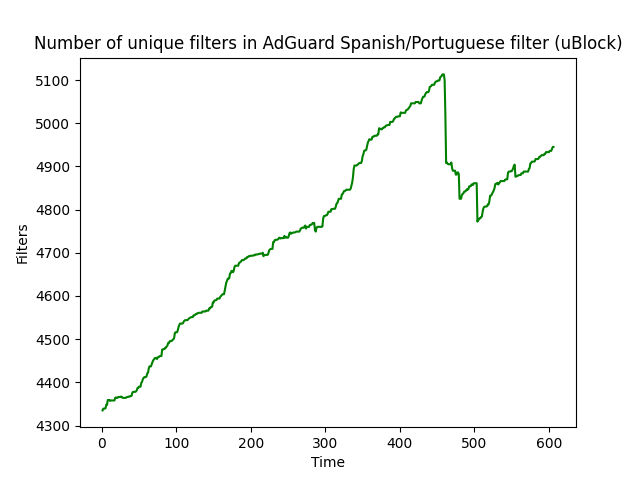 Number of unique filters in AdGuard Spanish/Portuguese filter (uBlock)
5100
5000
4900
4800
4700
4600
4500
4400
4300
Filters
0 100 200 300 400 500 600
Time